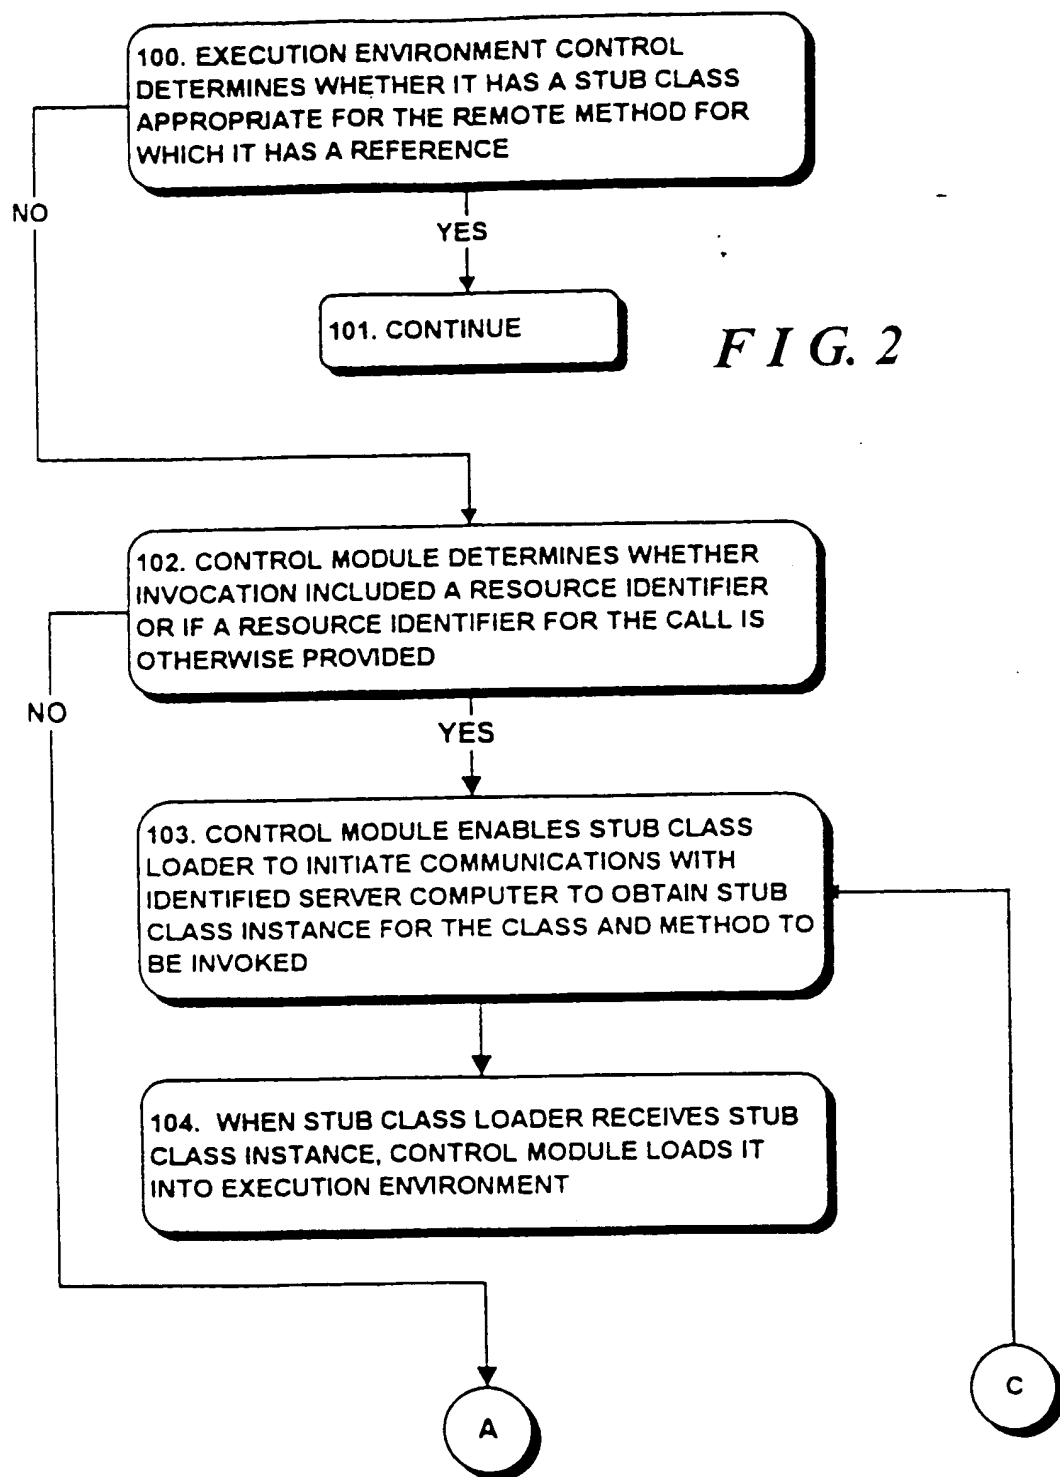 100. EXECUTION ENVIRONMENT CONTROL
DETERMINES WHETHER IT HAS A STUB CLASS
APPROPRIATE FOR THE REMOTE METHOD FOR
WHICH IT HAS A REFERENCE
NO
YES
101. CONTINUE
FIG. 2
102. CONTROL MODULE DETERMINES WHETHER
INVOCATION INCLUDED A RESOURCE IDENTIFIER
OR IF A RESOURCE IDENTIFIER FOR THE CALL IS
OTHERWISE PROVIDED
NO
YES
103. CONTROL MODULE ENABLES STUB CLASS
LOADER TO INITIATE COMMUNICATIONS WITH
IDENTIFIED SERVER COMPUTER TO OBTAIN STUB
CLASS INSTANCE FOR THE CLASS AND METHOD TO
BE INVOKED
104. WHEN STUB CLASS LOADER RECEIVES STUB
CLASS INSTANCE, CONTROL MODULE LOADS IT
INTO EXECUTION ENVIRONMENT
C
A